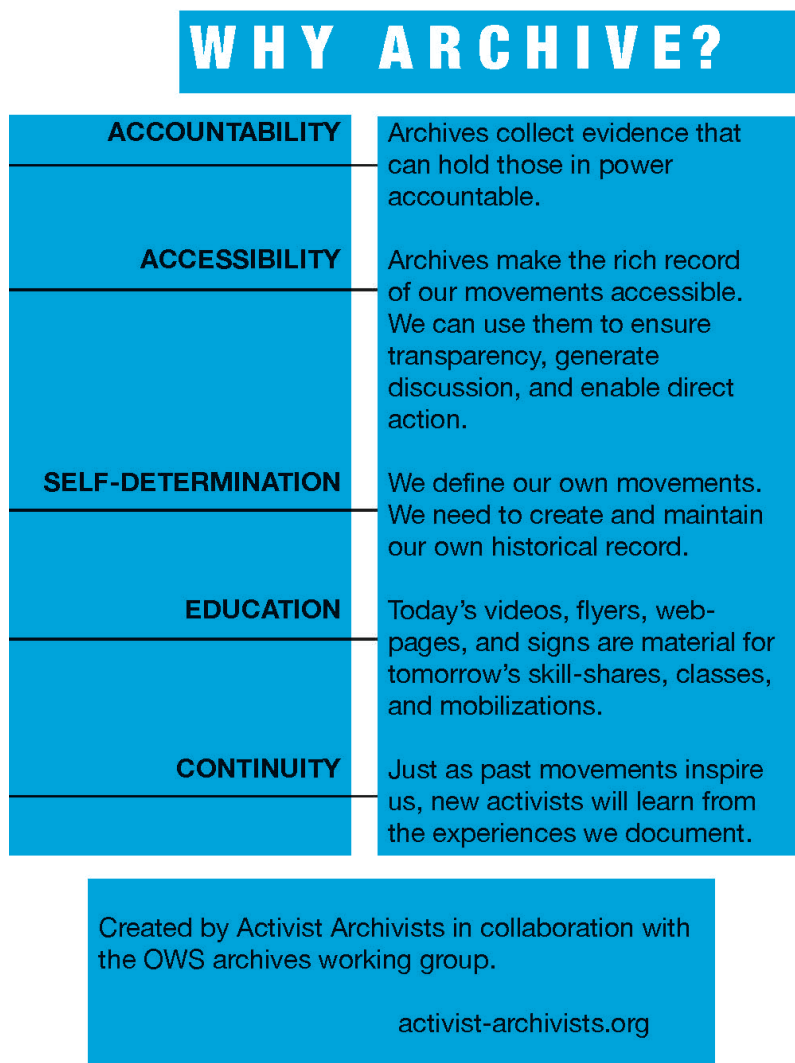 WHY ARCHIVE?
ACCOUNTABILITY
Archives collect evidence that
can hold those in power
accountable.
ACCESSIBILITY
Archives make the rich record
of our movements accessible.
We can use them to ensure
transparency, generate
discussion, and enable direct
action.
SELF-DETERMINATION
We define our own movements.
We need to create and maintain
our own historical record.
EDUCATION
Today's videos, flyers, web-
pages, and signs are material for
tomorrow's skill-shares, classes,
and mobilizations.
CONTINUITY
Just as past movements inspire
us, new activists will learn from
the experiences we document.
Created by Activist Archivists in collaboration with
the OWS archives working group.
activist-archivists.org